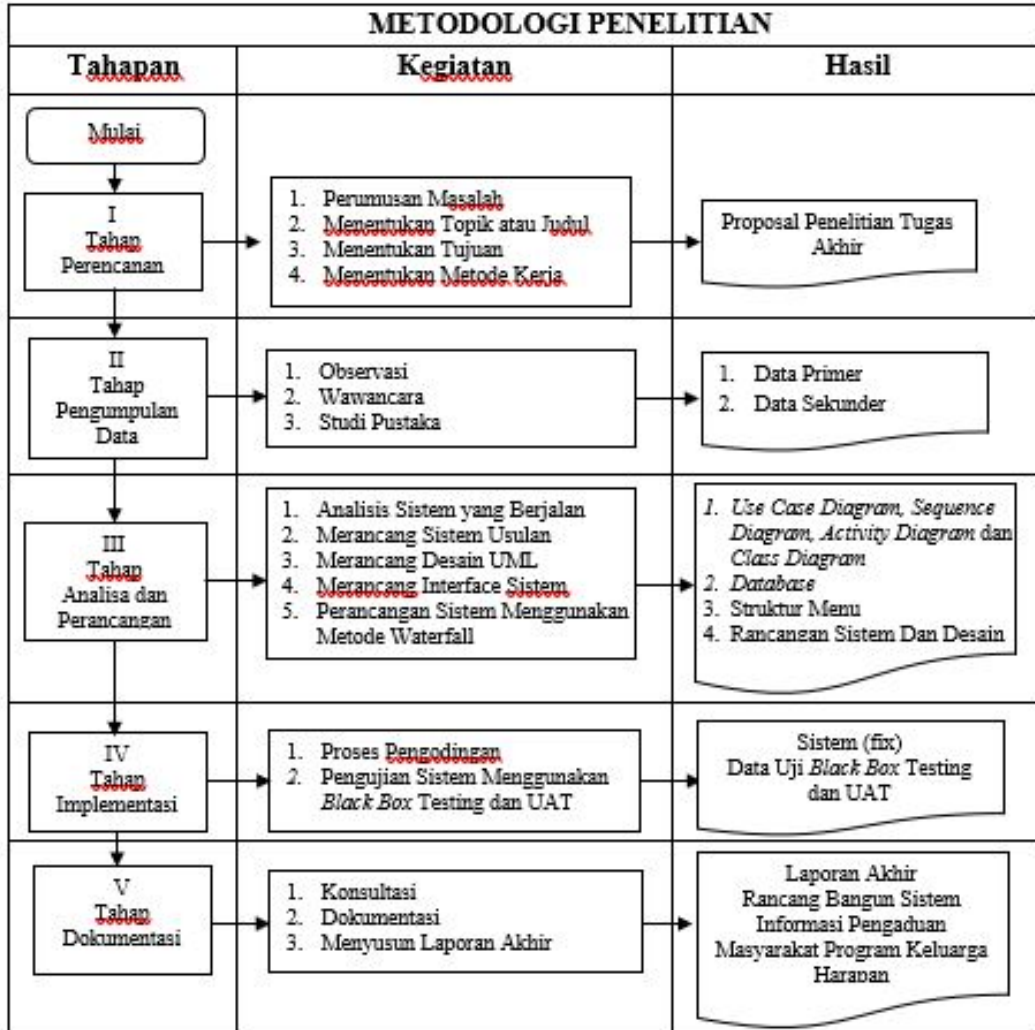 METODOLOGI PENELITIAN
Tahapan
Kegiatan
Hasil
Mulai
I
Tahap
Perencanan
1. Perumusan Masalah
2. Menentukan Topik atau Judul
3. Menentukan Tujuan
4. Menentukan Metode Kerja
Proposal Penelitian Tugas
Akhir
II
Tahap
Pengumpulan
Data
1. Observasi
2. Wawancara
3. Studi Pustaka
1. Data Primer
2. Data Sekunder
III
Tahap
Analisa dan
Perancangan
1. Analisis Sistem yang Berjalan
2. Merancang Sistem Usulan
3. Merancang Desain UML
4. Merancang Interface Sistem
5. Perancangan Sistem Menggunakan
Metode Waterfall
1. Use Case Diagram, Sequence
Diagram, Activity Diagram dan
Class Diagram
2. Database
3. Struktur Menu
4. Rancangan Sistem Dan Desain
IV
Tahap
Implementasi
1. Proses Pengodingan
2. Pengujian Sistem Menggunakan
Black Box Testing dan UAT
Sistem (fix)
Data Uji Black Box Testing
dan UAT
V
Tahap
Dokumentasi
1. Konsultasi
2. Dokumentasi
3. Menyusun Laporan Akhir
Laporan Akhir
Rancang Bangun Sistem
Informasi Pengaduan
Masyarakat Program Keluarga
Harapan